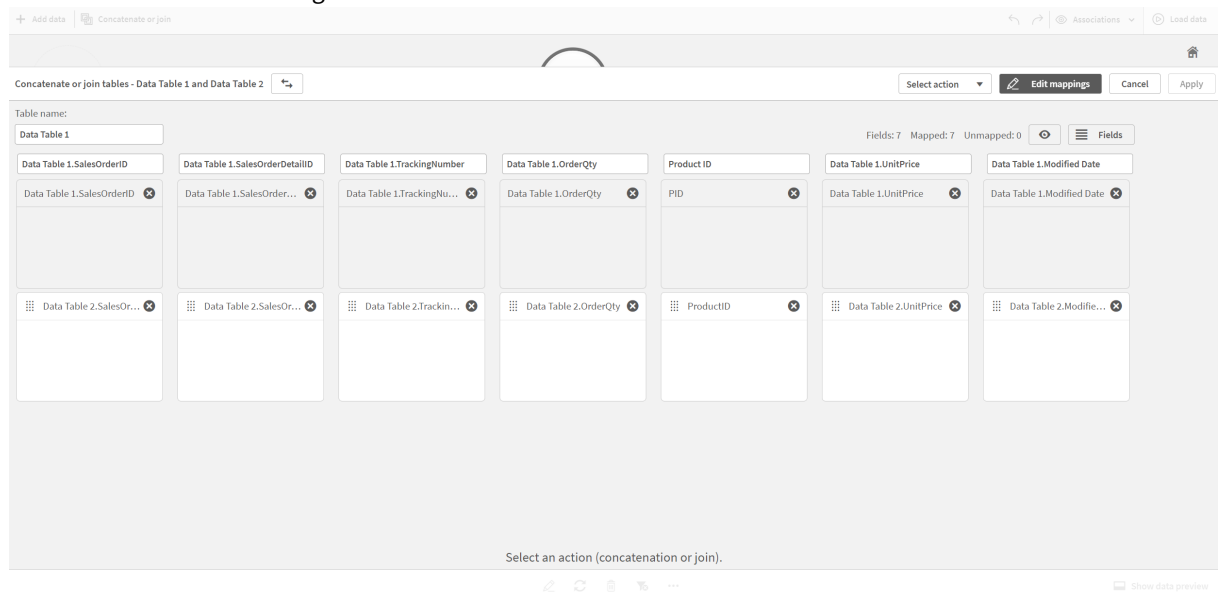 Add data Concatenate or join Associations Load data
Concatenate or join tables - Data Table 1 and Data Table 2 Select action Edit mappings Cancel Apply
Table name:
Data Table 1 Fields: 7 Mapped: 7 Unmapped: 0 Fields
Data Table 1.SalesOrderID Data Table 1.SalesOrderDetailID Data Table 1.TrackingNumber Data Table 1.OrderQty Product ID Data Table 1.UnitPrice Data Table 1.Modified Date
Data Table 1.SalesOrderID Data Table 1.SalesOrder... Data Table 1.TrackingNu... Data Table 1.OrderQty PID Data Table 1.UnitPrice Data Table 1.Modified Date
Data Table 2.SalesOr... Data Table 2.SalesOr... Data Table 2.Trackin... Data Table 2.OrderQty ProductID Data Table 2.UnitPrice Data Table 2.Modifie...
Select an action (concatenation or join).
Show data preview